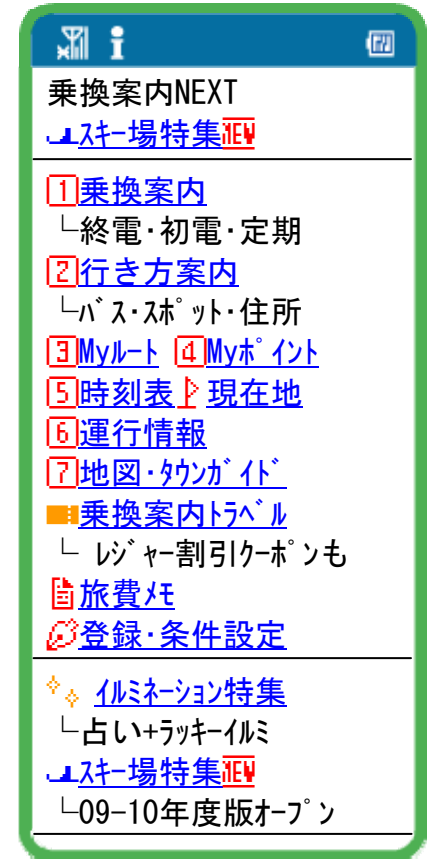 乗換案内NEXT
ｽｷｰ場特集NEW
1乗換案内
└終電･初電･定期
2行き方案内
└ﾊﾞｽ･ｽﾎﾟｯﾄ･住所
3Myﾙｰﾄ 4Myﾎﾟｲﾝﾄ
5時刻表 現在地
6運行情報
7地図･ﾀｳﾝｶﾞｲﾄﾞ
乗換案内ﾄﾗﾍﾞﾙ
└ ﾚｼﾞｬｰ割引ｸｰﾎﾟﾝも
旅費ﾒﾓ
登録･条件設定
ｲﾙﾐﾈｰｼｮﾝ特集
└占い+ﾗｯｷｰｲﾙﾐ
ｽｷｰ場特集NEW
└09-10年度版ｵｰﾌﾟﾝ